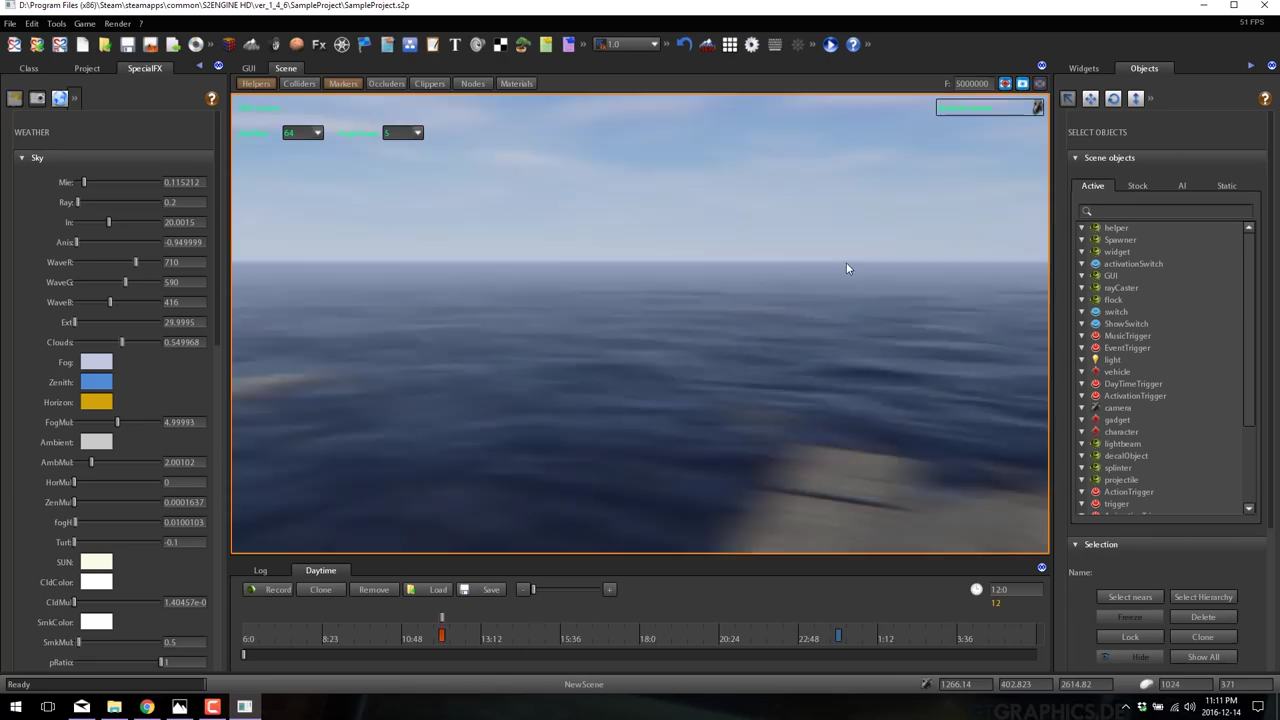 D:\Program Files (x86)\Steam\steamapps\common\S2ENGINE HD\ver_1_4_6\SampleProject\SampleProject.s2p
File Edit Tools Game Render ?
51 FPS
Fx T 1.0
Class Project SpecialFX
GUI Scene
Widgets Objects
Helpers Colliders Markers Occluders Clippers Nodes Materials
F: 5000000
64 5
WEATHER
Sky
Mie: 0.115212
Ray: 0.2
In: 20.0015
Anis: -0.949999
WaveR: 710
WaveG: 590
WaveB: 416
Ext 29.9995
Clouds: 0.549968
Fog:
Zenith:
Horizon:
FogMul: 4.99993
Ambient:
AmbMul: 2.00102
HorMul 0
ZenMul 0.0001637
fogH 0.0100103
Turb -0.1
SUN:
CldColor:
CldMul 1.40457e-0
SmkColor:
SmkMul: 0.5
pRatio: 1
SELECT OBJECTS
Scene objects
Active Stock AI Static
helper
Spawner
widget
activationSwitch
GUI
rayCaster
flock
switch
ShowSwitch
MusicTrigger
EventTrigger
light
vehicle
DayTimeTrigger
ActivationTrigger
camera
gadget
character
lightbeam
decalObject
splinter
projectile
ActionTrigger
trigger
Selection
Name:
Select nears Select Hierarchy
Freeze Delete
Lock Clone
Hide Show All
Log Daytime
Record Clone Remove Load Save - + 12:0
12
6:0 8:23 10:48 13:12 15:36 18:0 20:24 22:48 1:12 3:36
Ready NewScene 1266.14 402.823 2614.82 1024 371
11:11 PM
2016-12-14